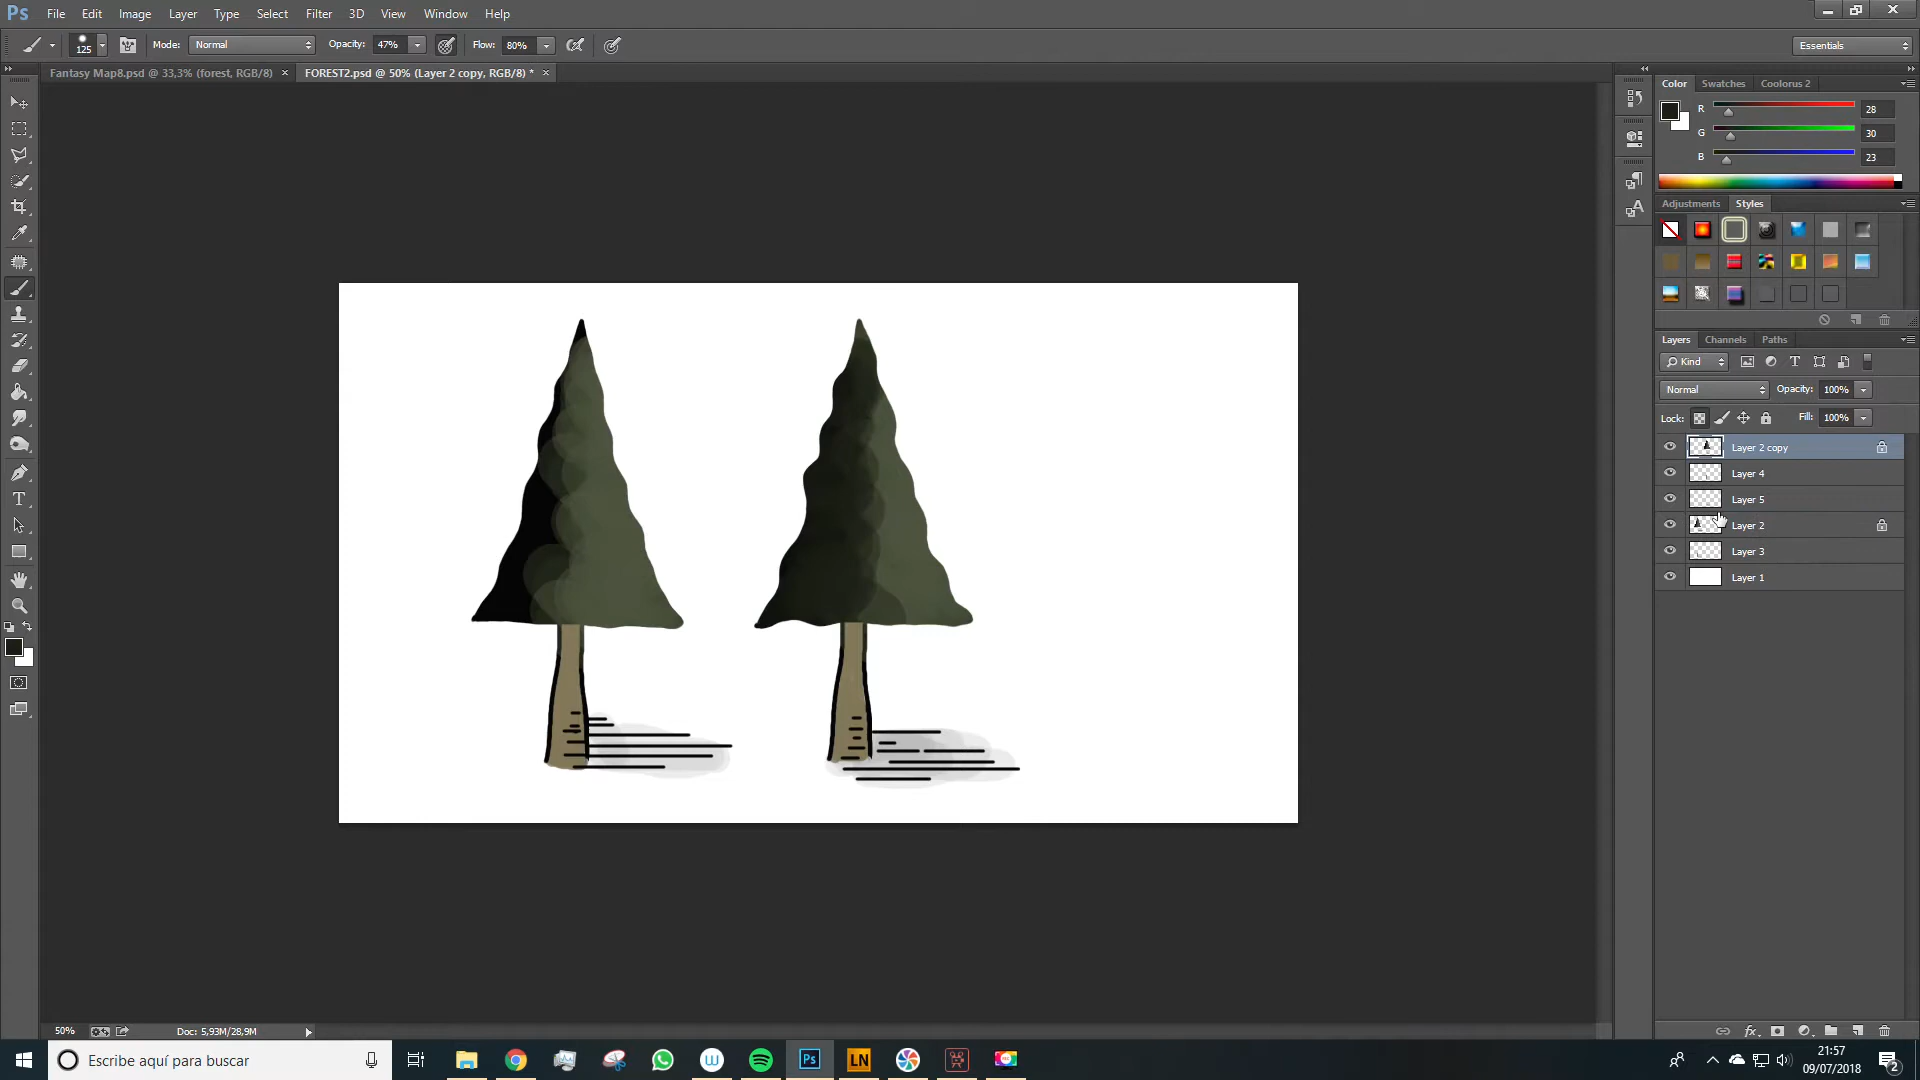 Ps File Edit Image Layer Type Select Filter 3D View Window Help
125 Mode: Normal Opacity: 47% Flow: 80% Essentials
Fantasy Map8.psd @ 33,3% (forest, RGB/8) × FOREST2.psd @ 50% (Layer 2 copy, RGB/8) * ×
Color Swatches Coolorus 2
R 28
G 30
B 23
Adjustments Styles
Layers Channels Paths
Kind
Normal Opacity: 100%
Lock: Fill: 100%
Layer 2 copy
Layer 4
Layer 5
Layer 2
Layer 3
Layer 1
50% Doc: 5,93M/28,9M
Escribe aquí para buscar
Ps LN
21:57
09/07/2018
2